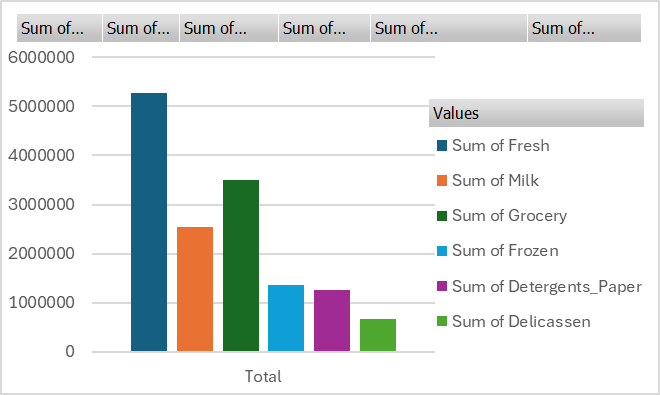 Sum of... Sum of... Sum of... Sum of... Sum of... Sum of...
6000000
5000000
4000000
3000000
2000000
1000000
0
Total
Values
Sum of Fresh
Sum of Milk
Sum of Grocery
Sum of Frozen
Sum of Detergents_Paper
Sum of Delicassen